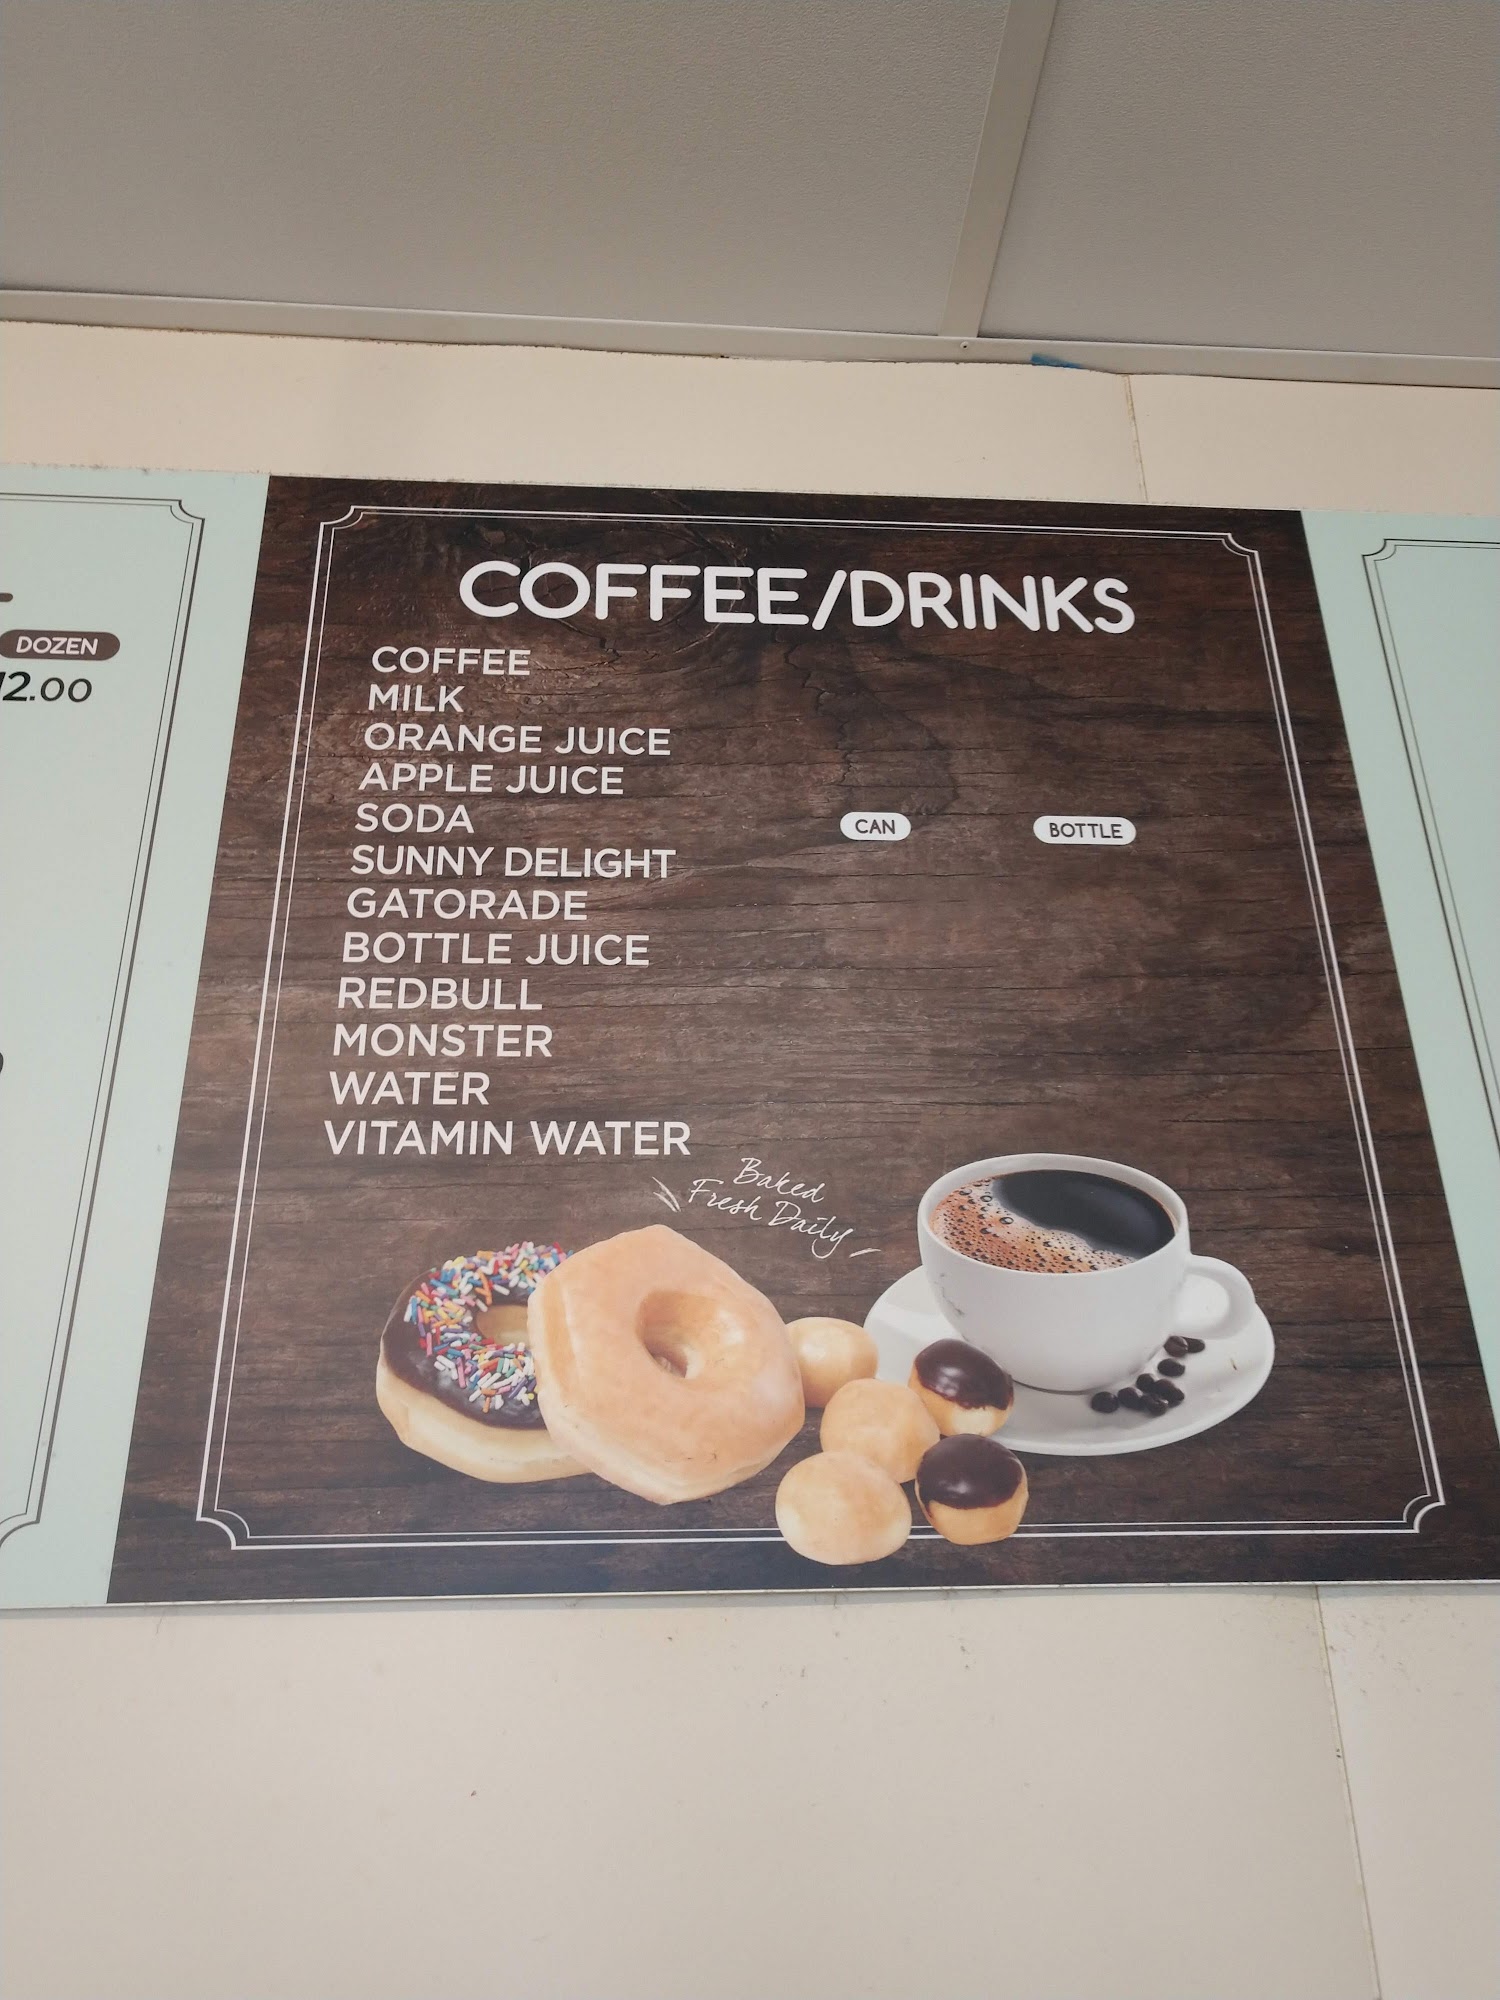 DOZEN
12.00
COFFEE/DRINKS
COFFEE
MILK
ORANGE JUICE
APPLE JUICE
SODA CAN BOTTLE
SUNNY DELIGHT
GATORADE
BOTTLE JUICE
REDBULL
MONSTER
WATER
VITAMIN WATER
Baked
Fresh Daily